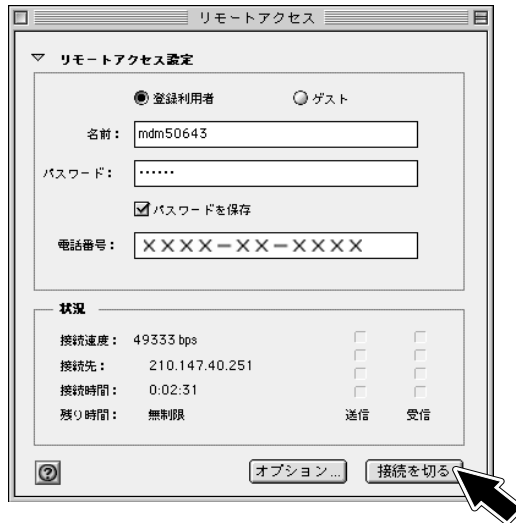 リモートアクセス
リモートアクセス設定
登録利用者 ゲスト
名前： mdm50643
パスワード： ••••••
パスワードを保存
電話番号： ××××－××－××××
状況
接続速度： 49333 bps
接続先： 210.147.40.251
接続時間： 0:02:31
残り時間： 無制限 送信 受信
? オプション... 接続を切る